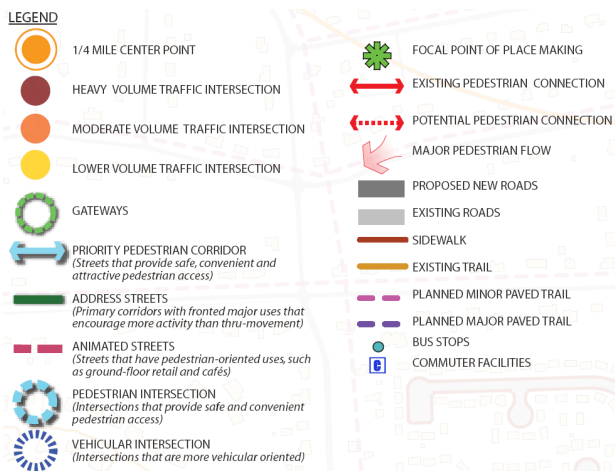 LEGEND
1/4 MILE CENTER POINT
HEAVY VOLUME TRAFFIC INTERSECTION
MODERATE VOLUME TRAFFIC INTERSECTION
LOWER VOLUME TRAFFIC INTERSECTION
GATEWAYS
PRIORITY PEDESTRIAN CORRIDOR
(Streets that provide safe, convenient and
attractive pedestrian access)
ADDRESS STREETS
(Primary corridors with fronted major uses that
encourage more activity than thru-movement)
ANIMATED STREETS
(Streets that have pedestrian-oriented uses, such
as ground-floor retail and cafés)
PEDESTRIAN INTERSECTION
(Intersections that provide safe and convenient
pedestrian access)
VEHICULAR INTERSECTION
(Intersections that are more vehicular oriented)
FOCAL POINT OF PLACE MAKING
EXISTING PEDESTRIAN CONNECTION
POTENTIAL PEDESTRIAN CONNECTION
MAJOR PEDESTRIAN FLOW
PROPOSED NEW ROADS
EXISTING ROADS
SIDEWALK
EXISTING TRAIL
PLANNED MINOR PAVED TRAIL
PLANNED MAJOR PAVED TRAIL
BUS STOPS
C COMMUTER FACILITIES